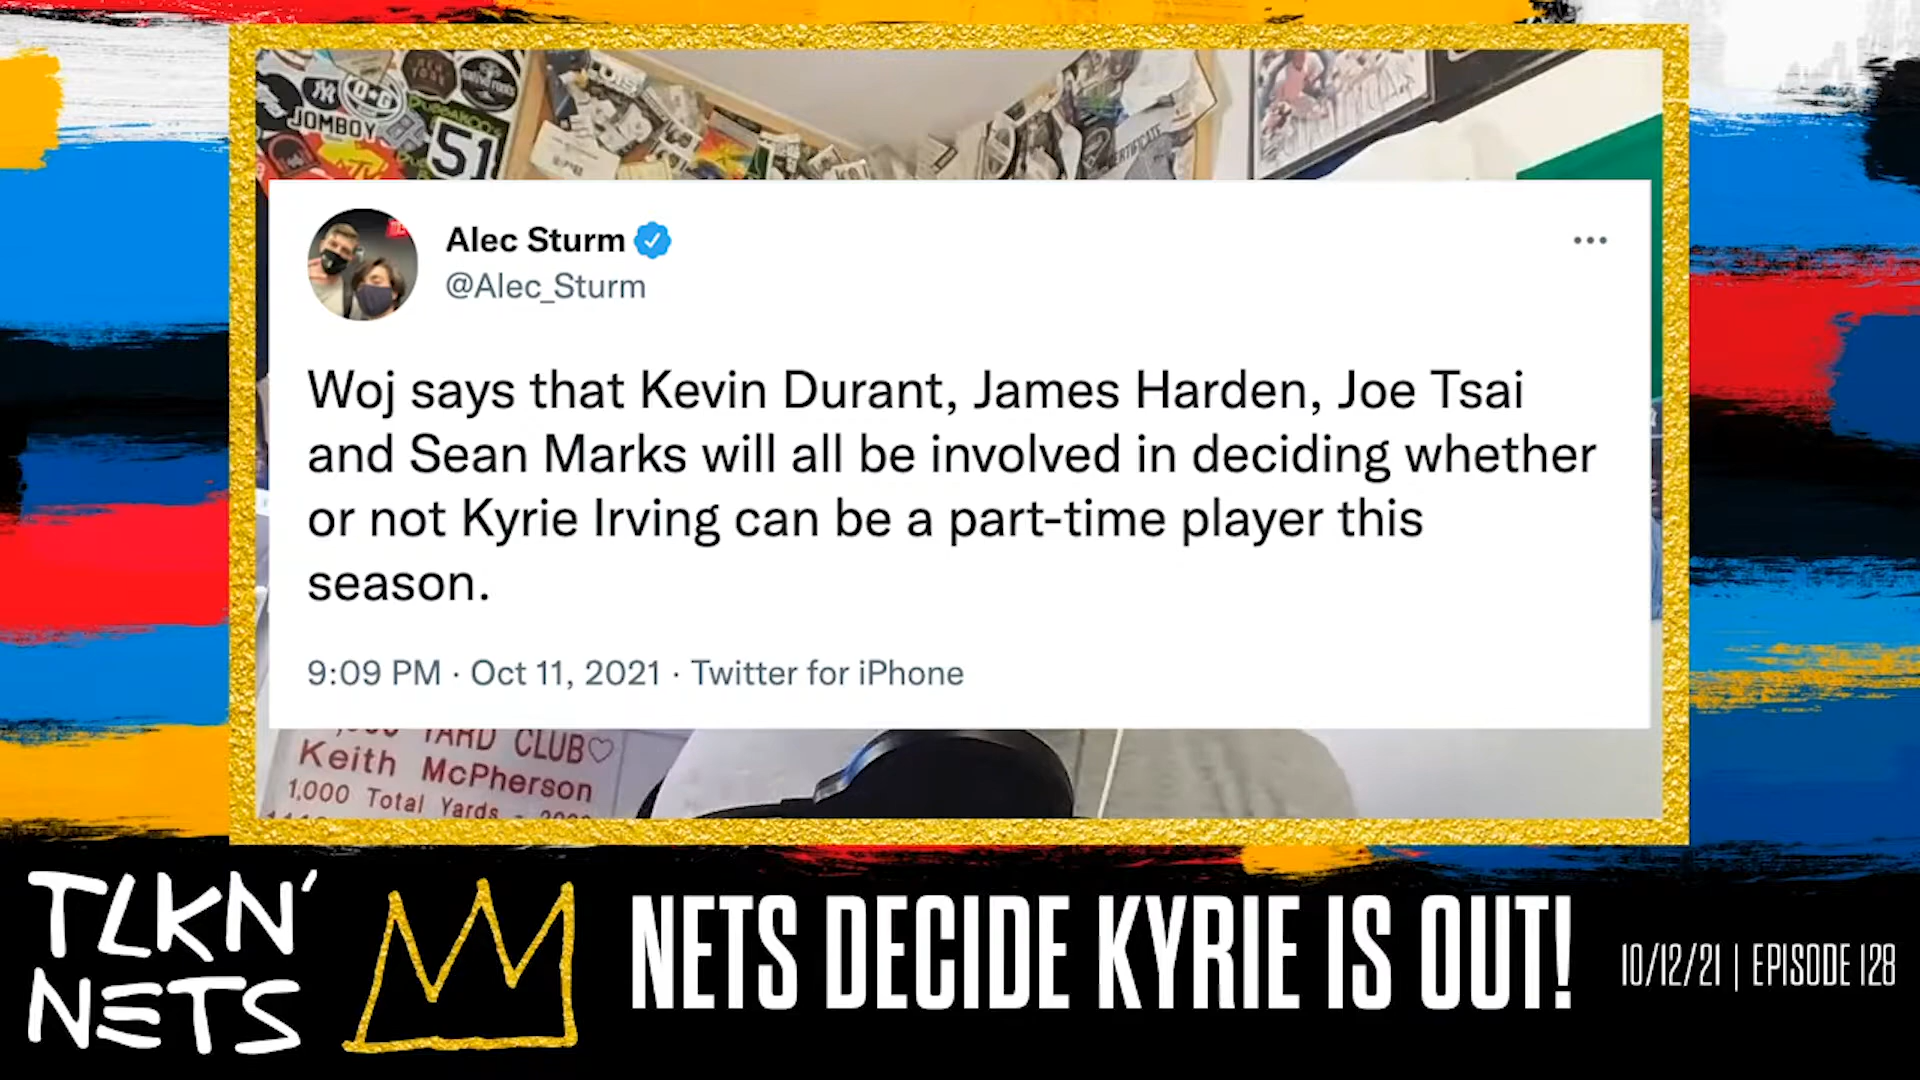 JOMBOY
51
CERTIFICATE
Alec Sturm
@Alec_Sturm
Woj says that Kevin Durant, James Harden, Joe Tsai
and Sean Marks will all be involved in deciding whether
or not Kyrie Irving can be a part-time player this
season.
9:09 PM · Oct 11, 2021 · Twitter for iPhone
YARD CLUB♡
Keith McPherson
1,000 Total Yards
TLKN'
NETS
NETS DECIDE KYRIE IS OUT!
10/12/21 | EPISODE 128